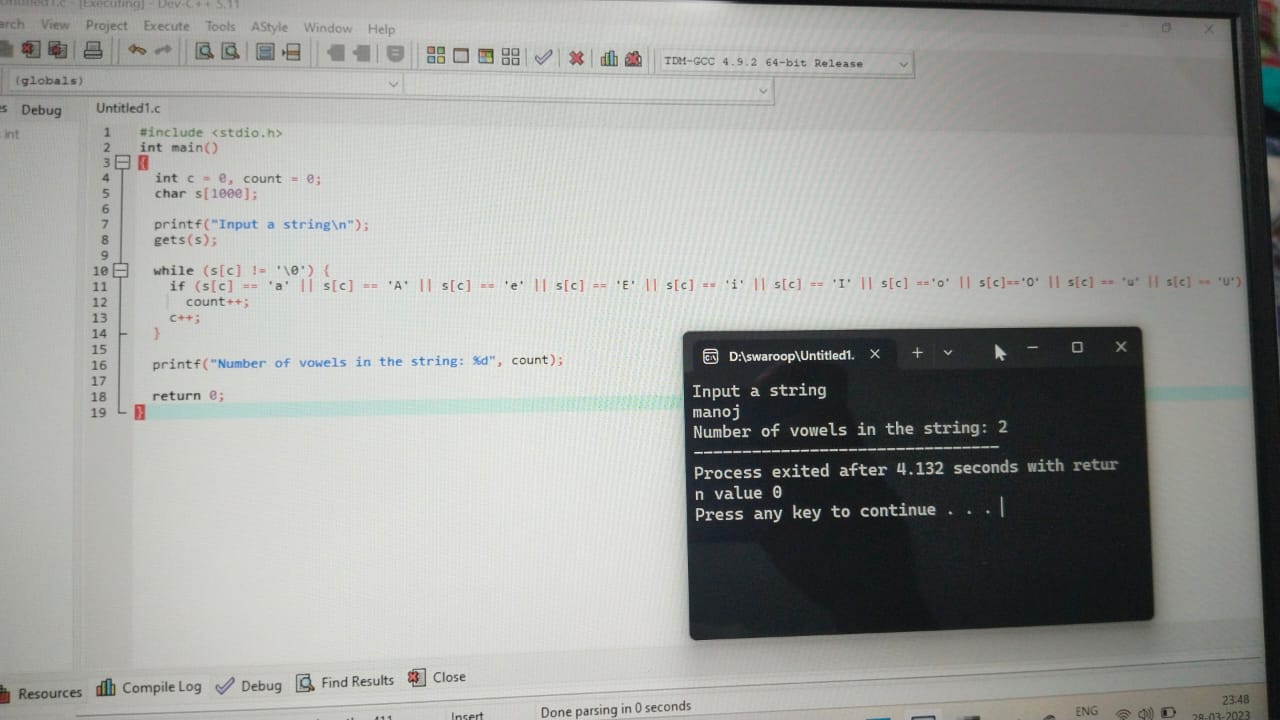 [Executing] - Dev-C++ 5.11
View Project Execute Tools AStyle Window Help
TDM-GCC 4.9.2 64-bit Release
(globals)
Debug
Untitled1.c
int
1 #include <stdio.h>
2 int main()
3 {
4 int c = 0, count = 0;
5 char s[1000];
6
7 printf("Input a string\n");
8 gets(s);
9
10 while (s[c] != '\0') {
11 if (s[c] == 'a' || s[c] == 'A' || s[c] == 'e' || s[c] == 'E' || s[c] == 'i' || s[c] == 'I' || s[c] =='o' || s[c]=='O' || s[c] == 'u' || s[c] == 'U')
12 count++;
13 c++;
14 }
15
16 printf("Number of vowels in the string: %d", count);
17
18 return 0;
19 }
D:\swaroop\Untitled1.
Input a string
manoj
Number of vowels in the string: 2
--------------------------------
Process exited after 4.132 seconds with retur
n value 0
Press any key to continue . . .
Resources Compile Log Debug Find Results Close
411 Insert Done parsing in 0 seconds
ENG
23:48
28-03-2023